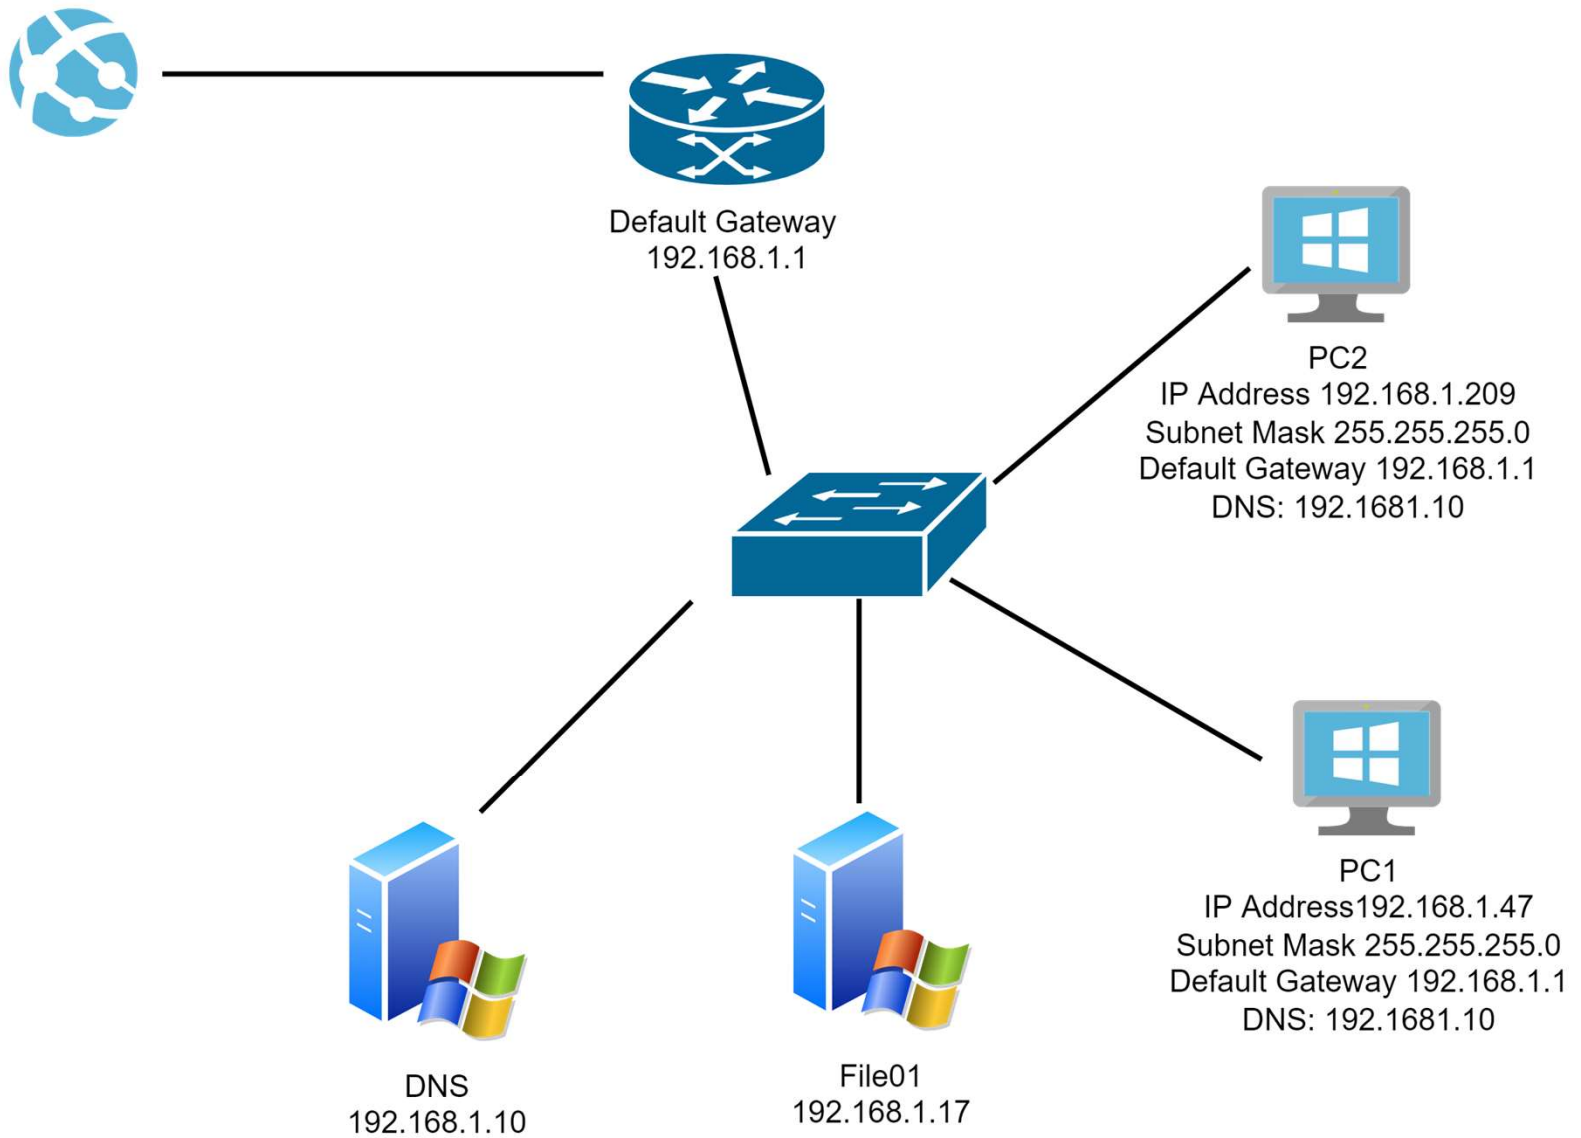 Default Gateway
192.168.1.1
PC2
IP Address 192.168.1.209
Subnet Mask 255.255.255.0
Default Gateway 192.168.1.1
DNS: 192.1681.10
PC1
IP Address192.168.1.47
Subnet Mask 255.255.255.0
Default Gateway 192.168.1.1
DNS: 192.1681.10
DNS
192.168.1.10
File01
192.168.1.17